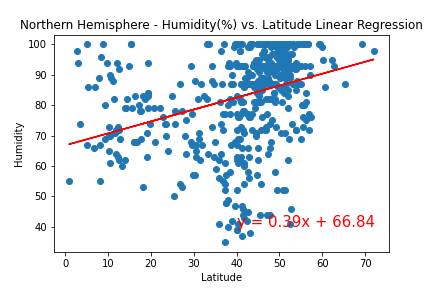 Northern Hemisphere - Humidity(%) vs. Latitude Linear Regression
100
90
80
70
60
50
40
Humidity
y = 0.39x + 66.84
0 10 20 30 40 50 60 70
Latitude